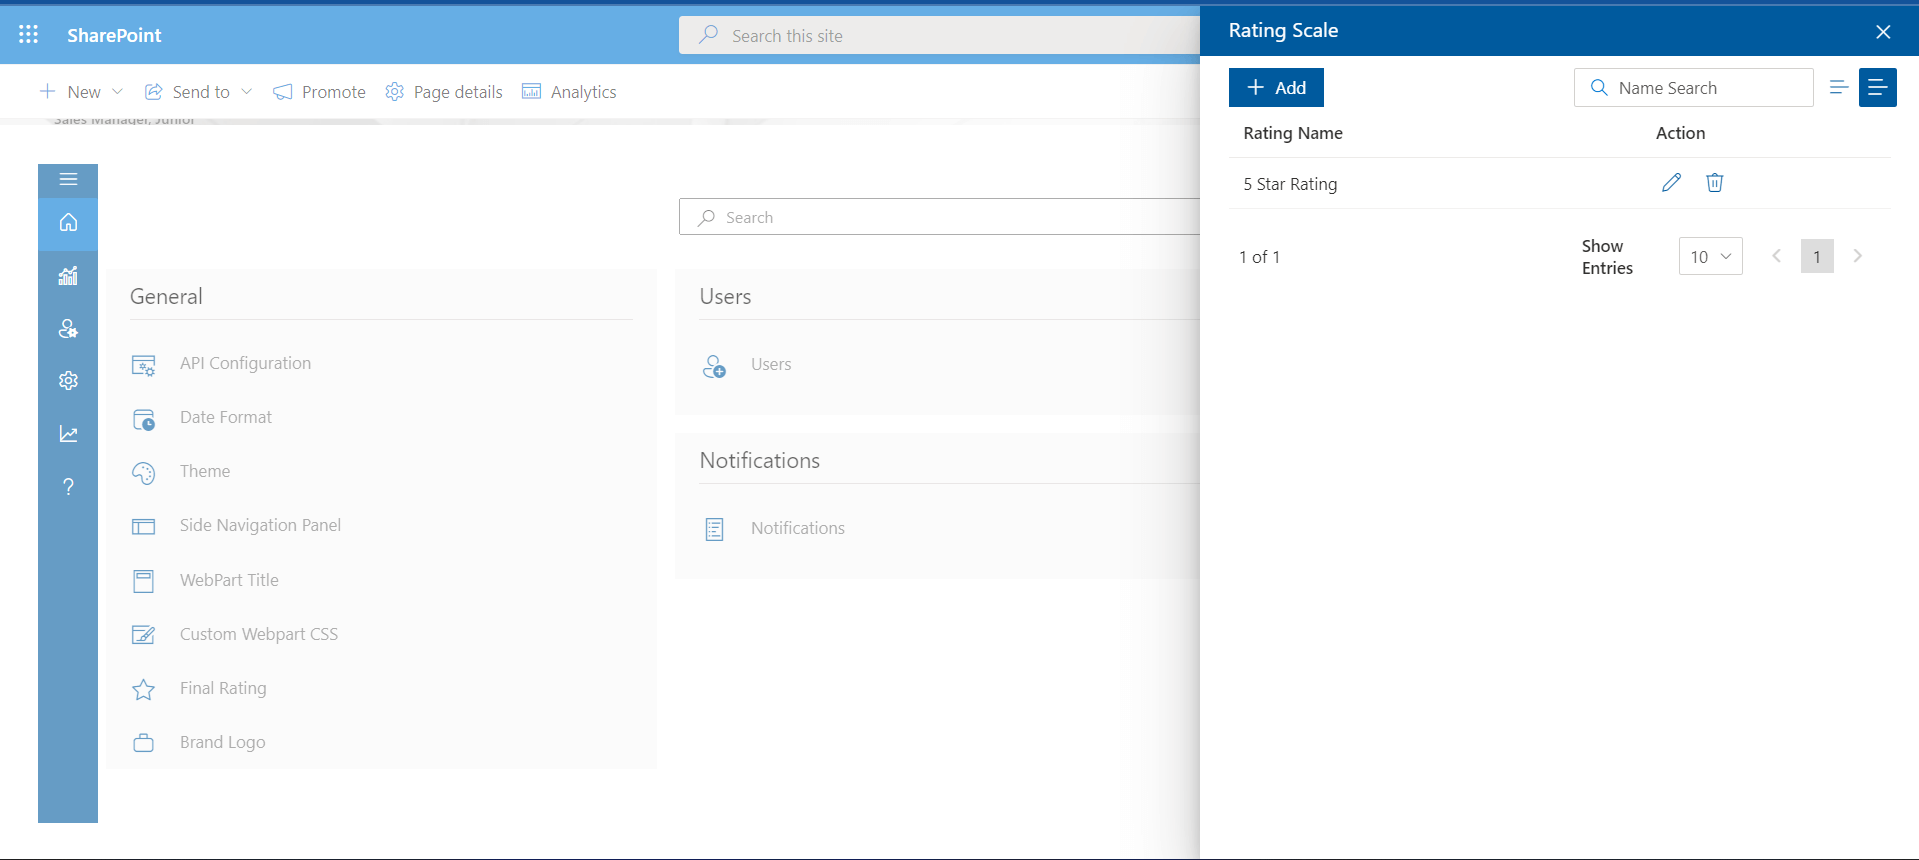 SharePoint
Search this site
New
Send to
Promote
Page details
Analytics
Sales Manager, Junior
Search
General
API Configuration
Date Format
Theme
Side Navigation Panel
WebPart Title
Custom Webpart CSS
Final Rating
Brand Logo
Users
Users
Notifications
Notifications
Rating Scale
Add
Name Search
Rating Name Action
5 Star Rating
1 of 1
Show
Entries
10
1